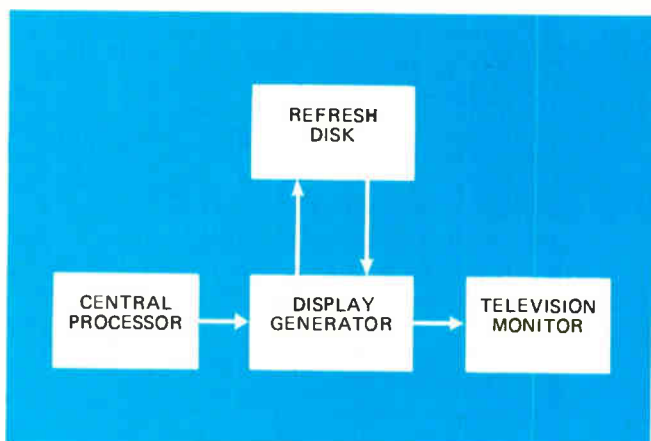 REFRESH
DISK
CENTRAL
PROCESSOR
DISPLAY
GENERATOR
TELEVISION
MONITOR